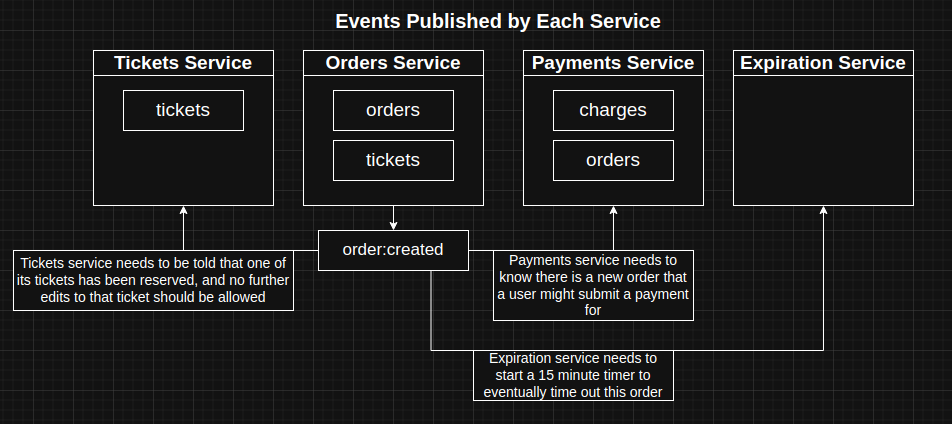 Events Published by Each Service
Tickets Service
Orders Service
Payments Service
Expiration Service
tickets
orders
tickets
charges
orders
order:created
Tickets service needs to be told that one of
its tickets has been reserved, and no further
edits to that ticket should be allowed
Payments service needs to
know there is a new order that
a user might submit a payment
for
Expiration service needs to
start a 15 minute timer to
eventually time out this order